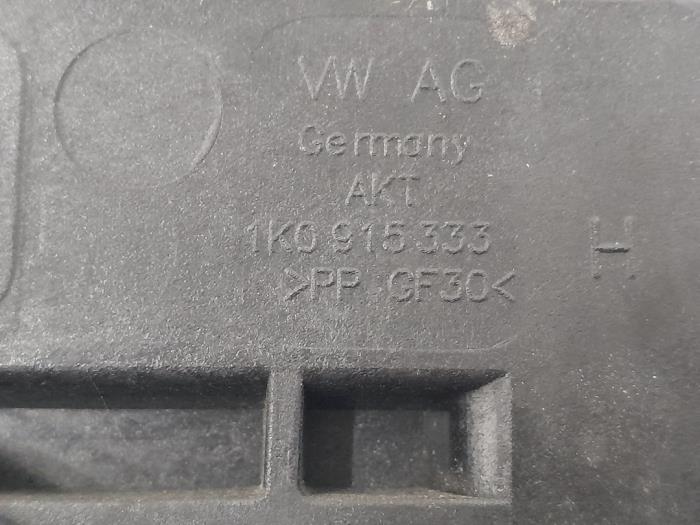 VW AG
Germany
AKT
1K0 915 333
>PP GF30<
H